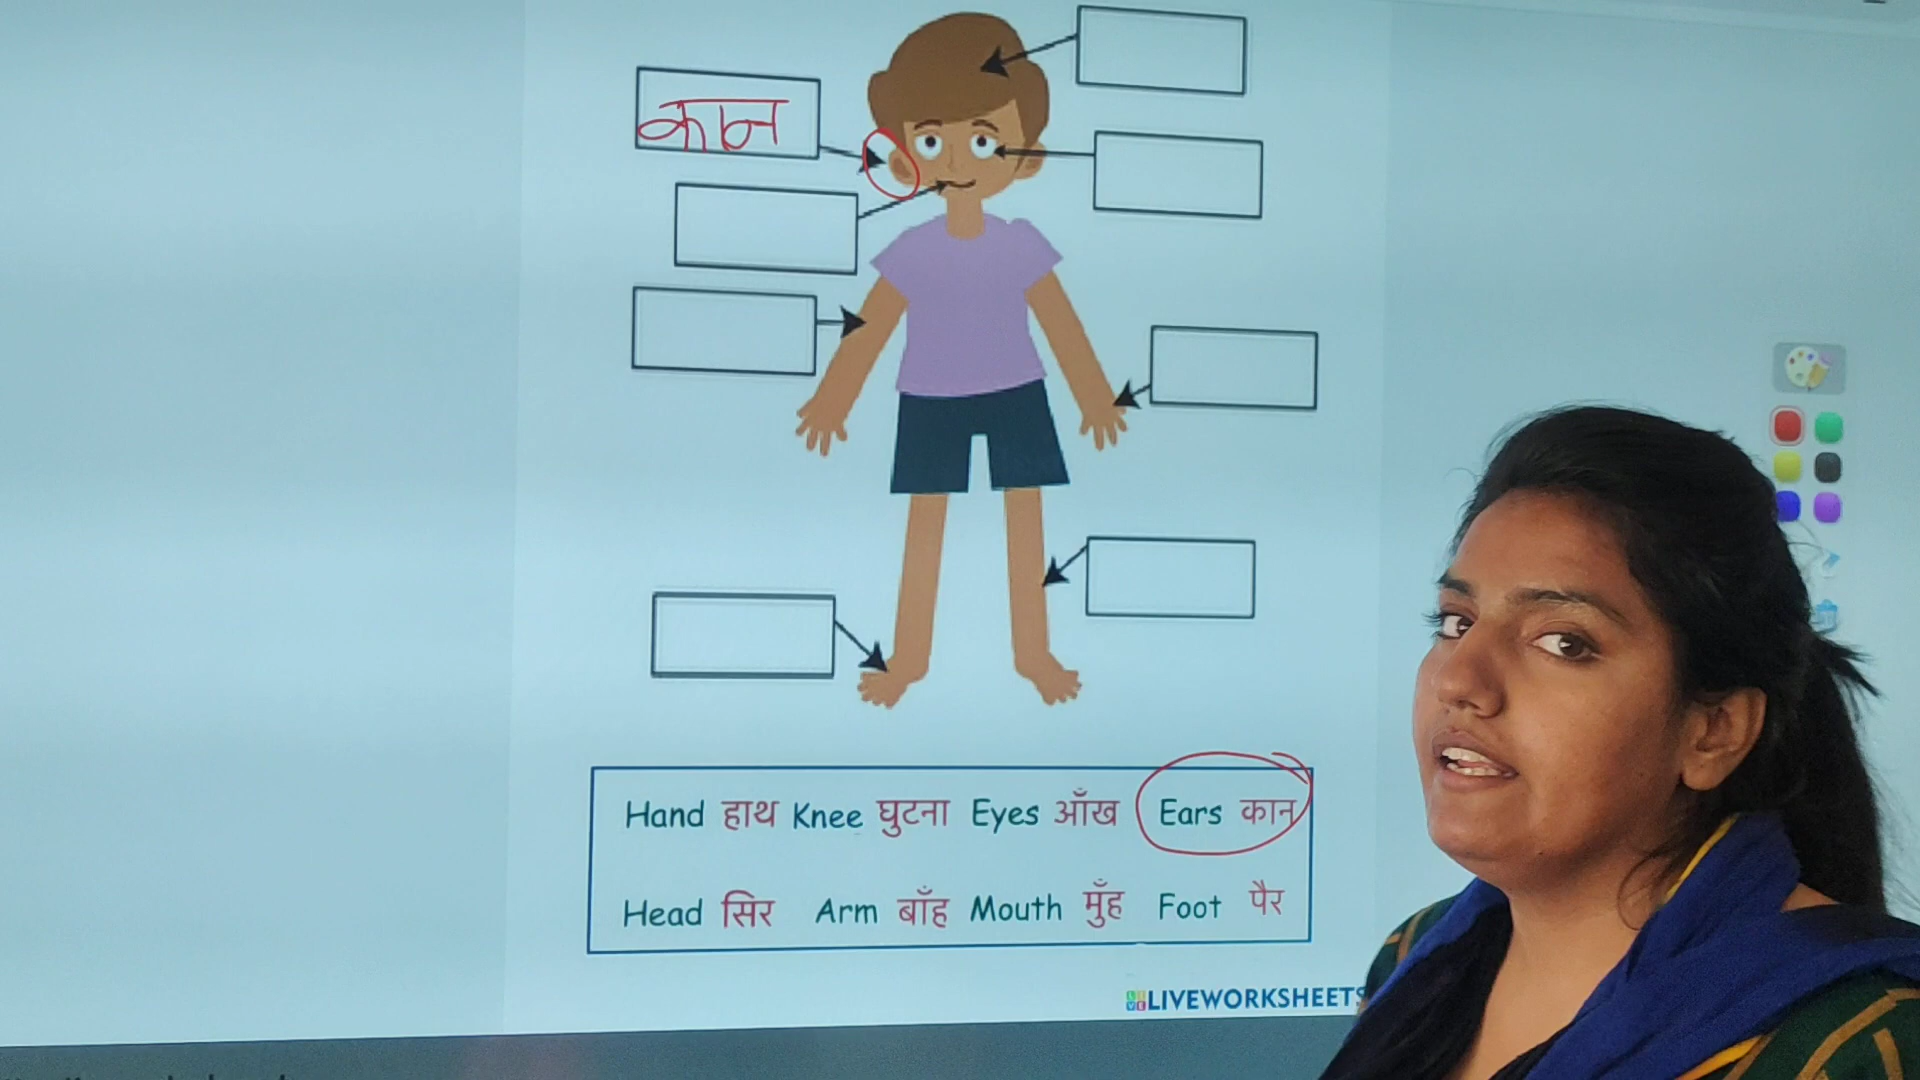 कान
Hand हाथ Knee घुटना Eyes आँख Ears कान
Head सिर Arm बाँह Mouth मुँह Foot पैर
LIVEWORKSHEETS